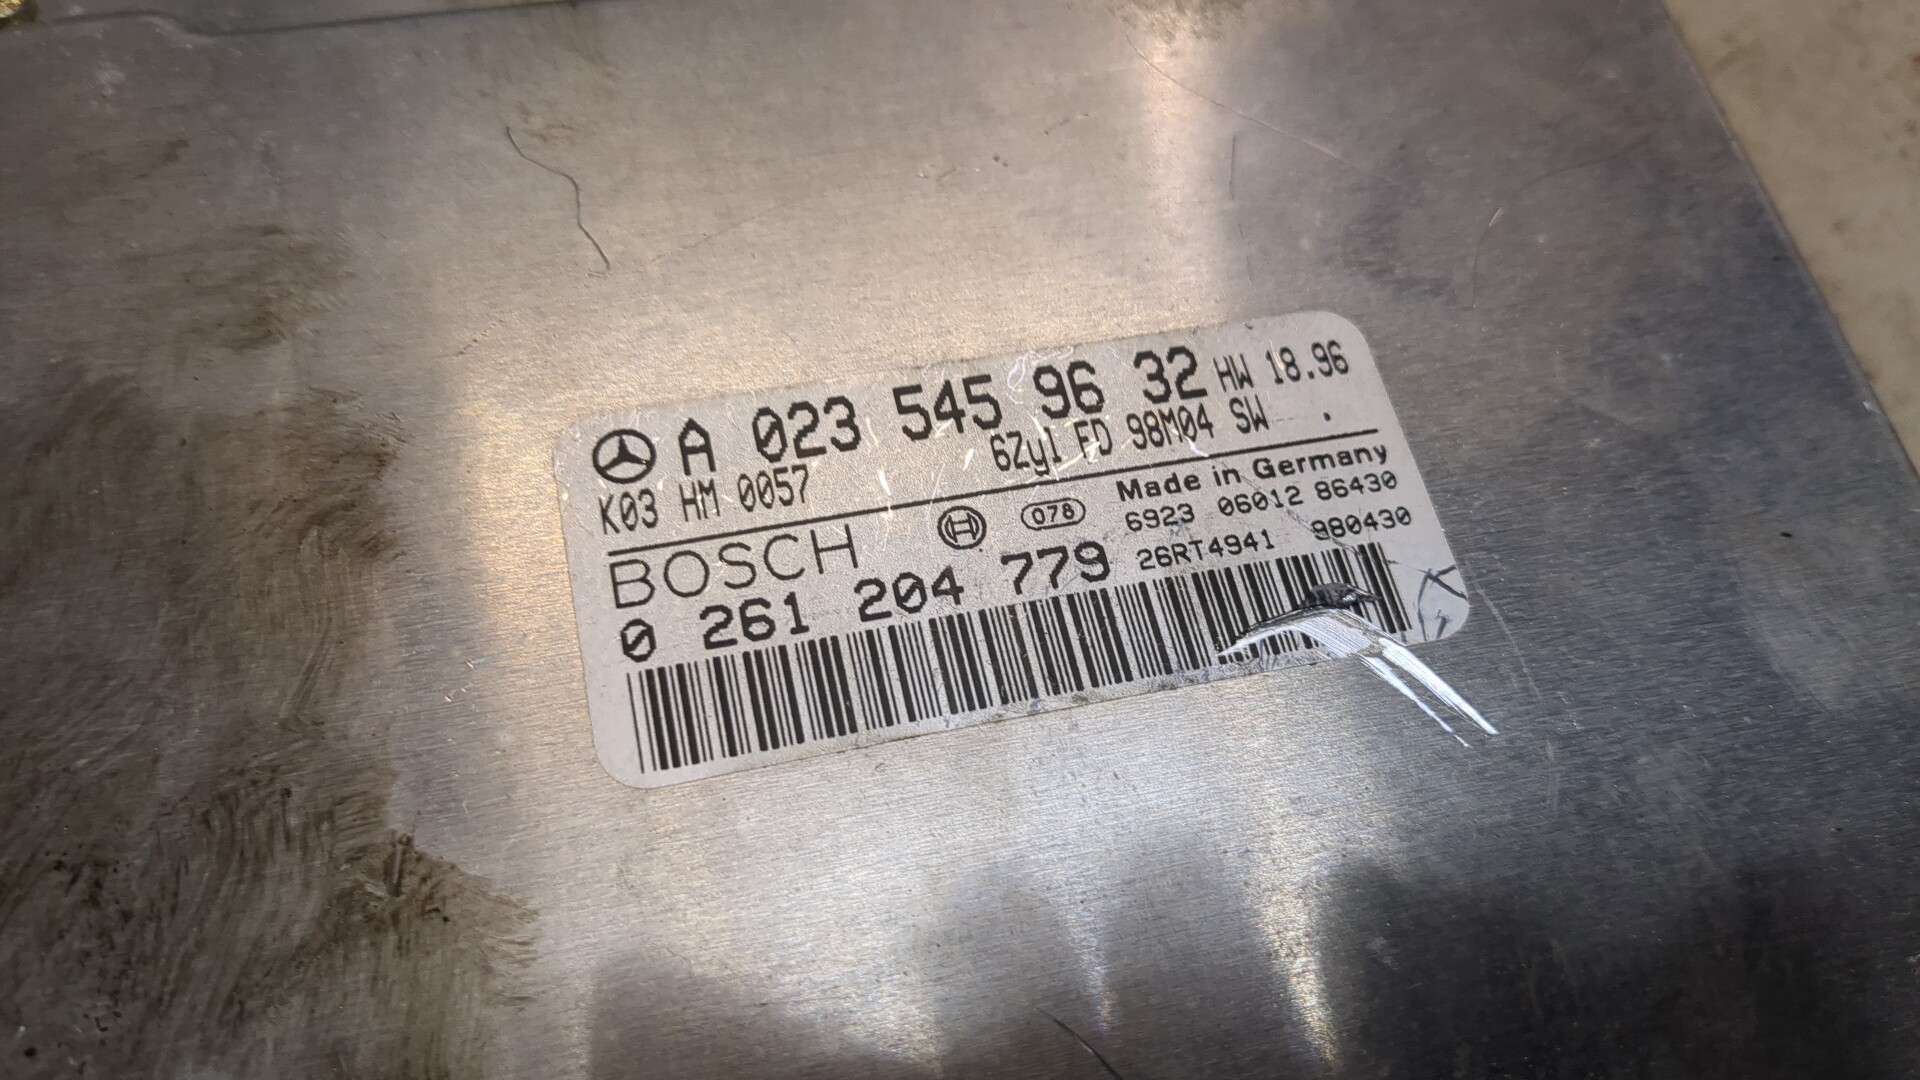 A 023 545 96 32 HW 18.96
K03 HM 0057 6Zyl FD 98M04 SW .
BOSCH 078 Made in Germany
6923 06012 86430
0 261 204 779 26RT4941 980430